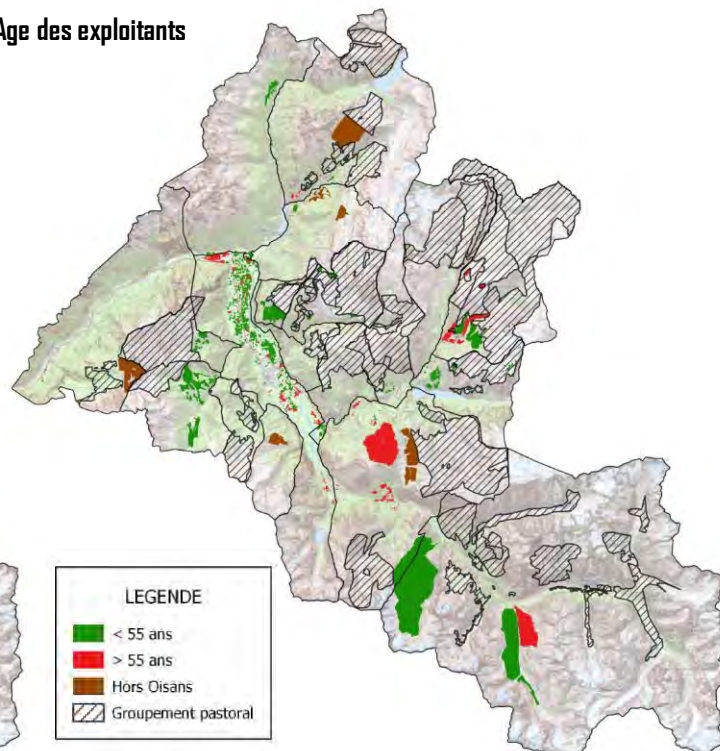 Age des exploitants
LEGENDE
< 55 ans
> 55 ans
Hors Oisans
Groupement pastoral